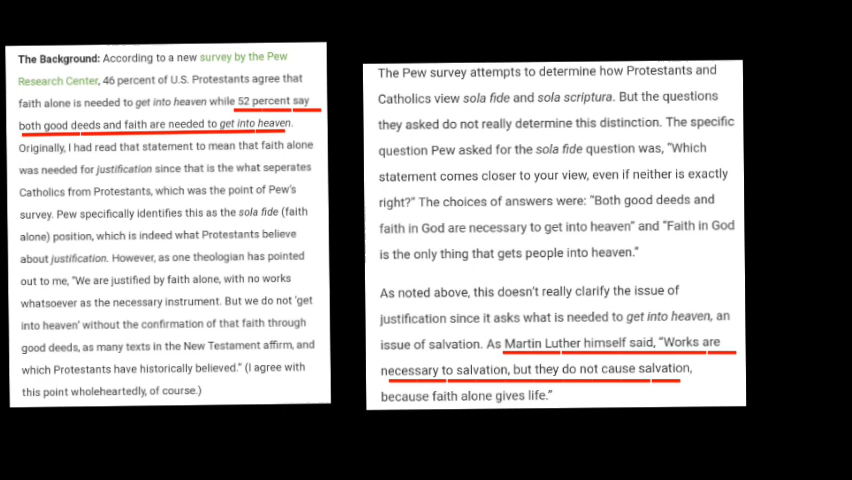 The Background: According to a new survey by the Pew
Research Center, 46 percent of U.S. Protestants agree that
faith alone is needed to get into heaven while 52 percent say
both good deeds and faith are needed to get into heaven.
Originally, I had read that statement to mean that faith alone
was needed for justification since that is the what seperates
Catholics from Protestants, which was the point of Pew's
survey. Pew specifically identifies this as the sola fide (faith
alone) position, which is indeed what Protestants believe
about justification. However, as one theologian has pointed
out to me, "We are justified by faith alone, with no works
whatsoever as the necessary instrument. But we do not 'get
into heaven' without the confirmation of that faith through
good deeds, as many texts in the New Testament affirm, and
which Protestants have historically believed." (I agree with
this point wholeheartedly, of course.)
The Pew survey attempts to determine how Protestants and
Catholics view sola fide and sola scriptura. But the questions
they asked do not really determine this distinction. The specific
question Pew asked for the sola fide question was, "Which
statement comes closer to your view, even if neither is exactly
right?" The choices of answers were: "Both good deeds and
faith in God are necessary to get into heaven" and "Faith in God
is the only thing that gets people into heaven."
As noted above, this doesn't really clarify the issue of
justification since it asks what is needed to get into heaven, an
issue of salvation. As Martin Luther himself said, "Works are
necessary to salvation, but they do not cause salvation,
because faith alone gives life."